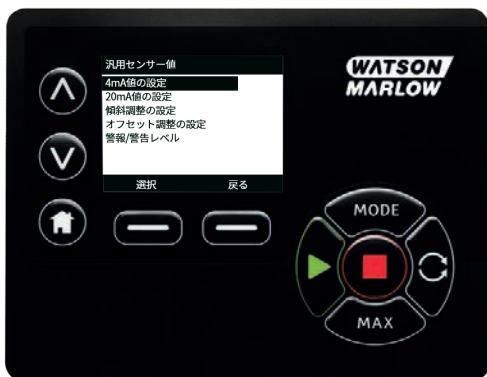 汎用センサー値
4mA値の設定
20mA値の設定
傾斜調整の設定
オフセット調整の設定
警報/警告レベル
選択 戻る
WATSON
MARLOW
MODE
MAX